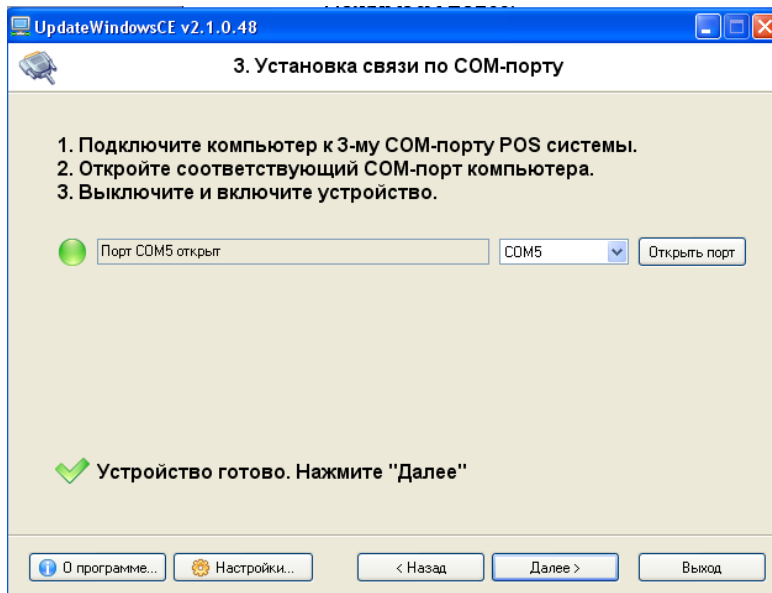 UpdateWindowsCE v2.1.0.48
3. Установка связи по COM-порту
1. Подключите компьютер к 3-му COM-порту POS системы.
2. Откройте соответствующий COM-порт компьютера.
3. Выключите и включите устройство.
Порт COM5 открыт COM5 Открыть порт
Устройство готово. Нажмите "Далее"
О программе... Настройки... < Назад Далее > Выход